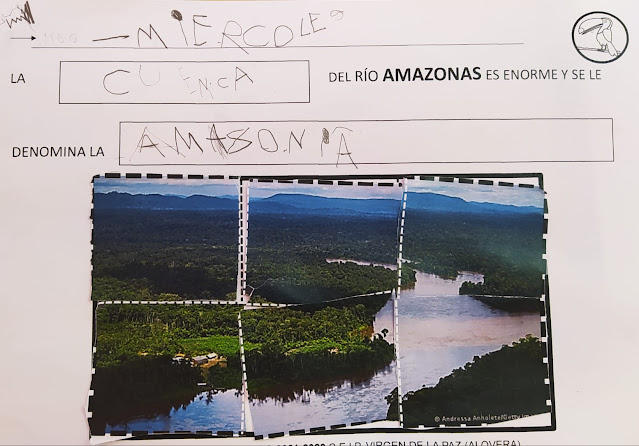 MIERCOLES
LA CUENCA DEL RÍO AMAZONAS ES ENORME Y SE LE
DENOMINA LA AMASONIA
© Andressa Anholete/Getty Im
C.E.I.P. VIRGEN DE LA PAZ (ALOVERA)